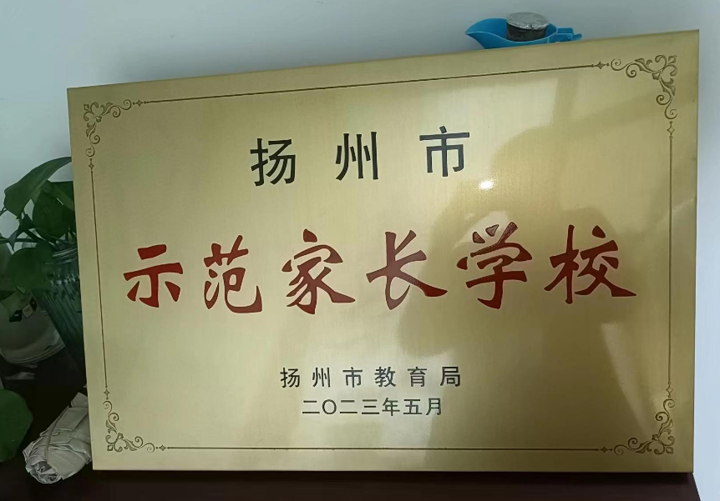 扬州市
示范家长学校
扬州市教育局
二〇二三年五月